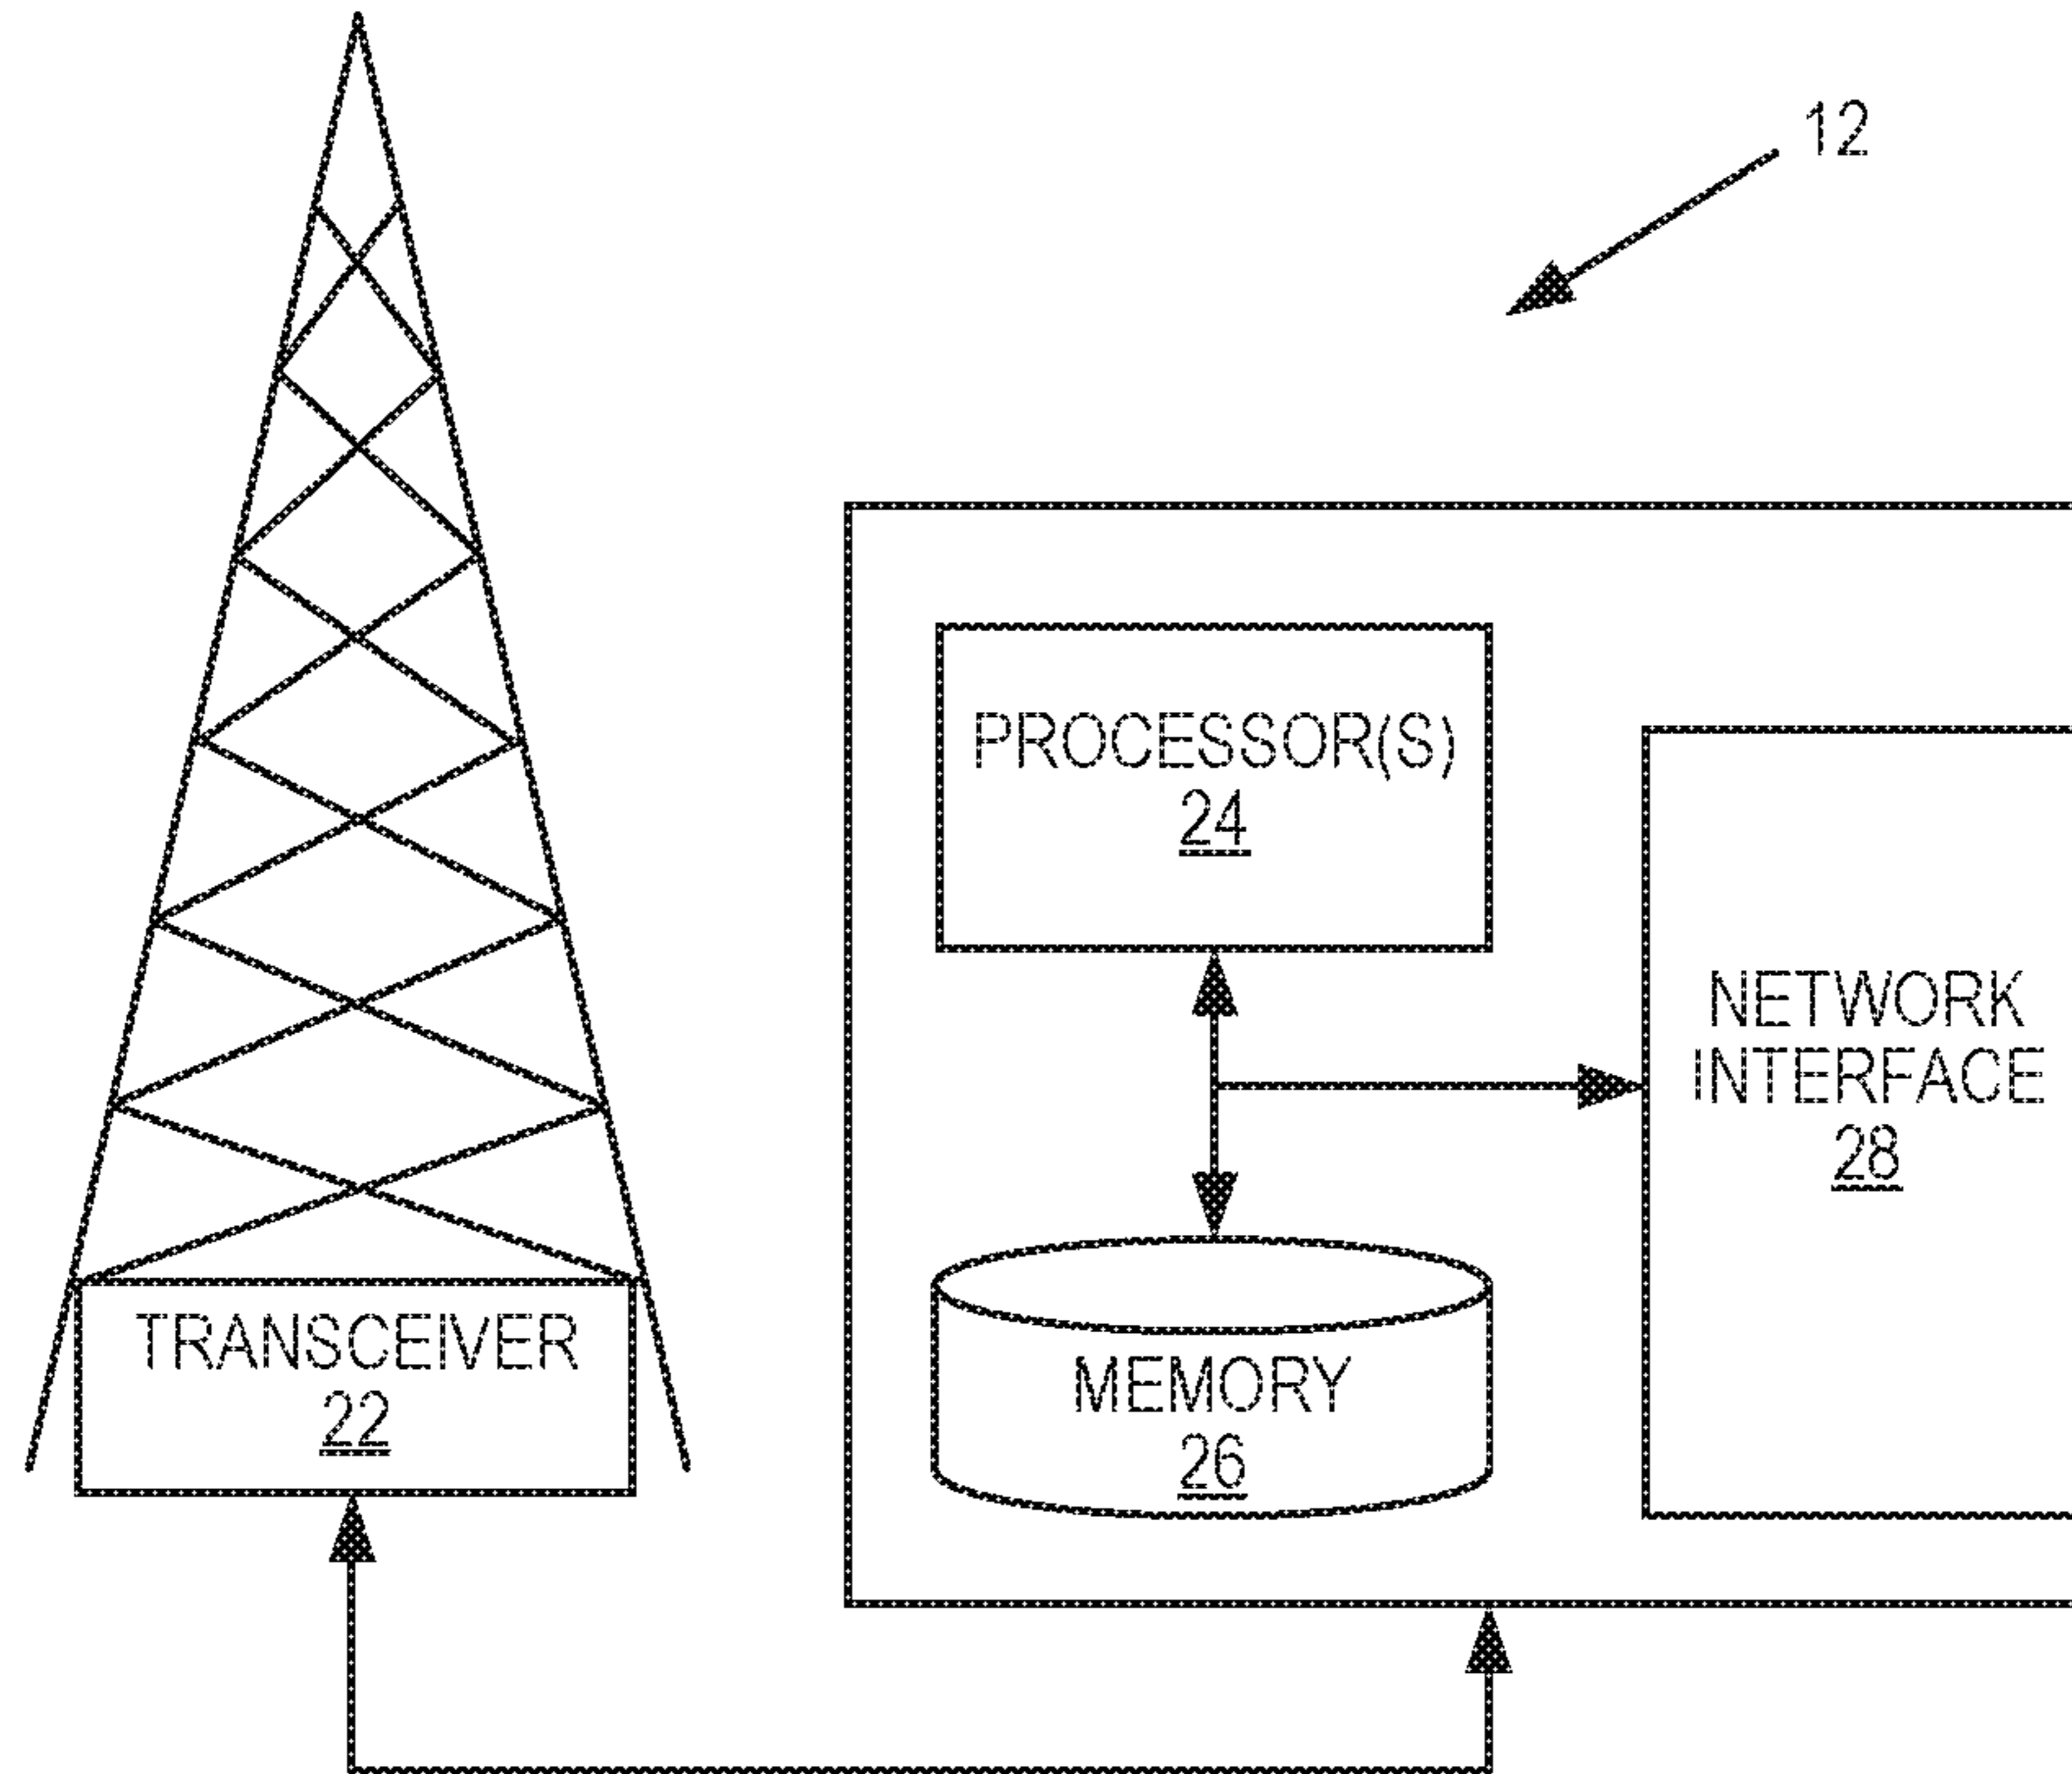 12
PROCESSOR(S)
24
NETWORK
INTERFACE
28
TRANSCEIVER
22
MEMORY
26